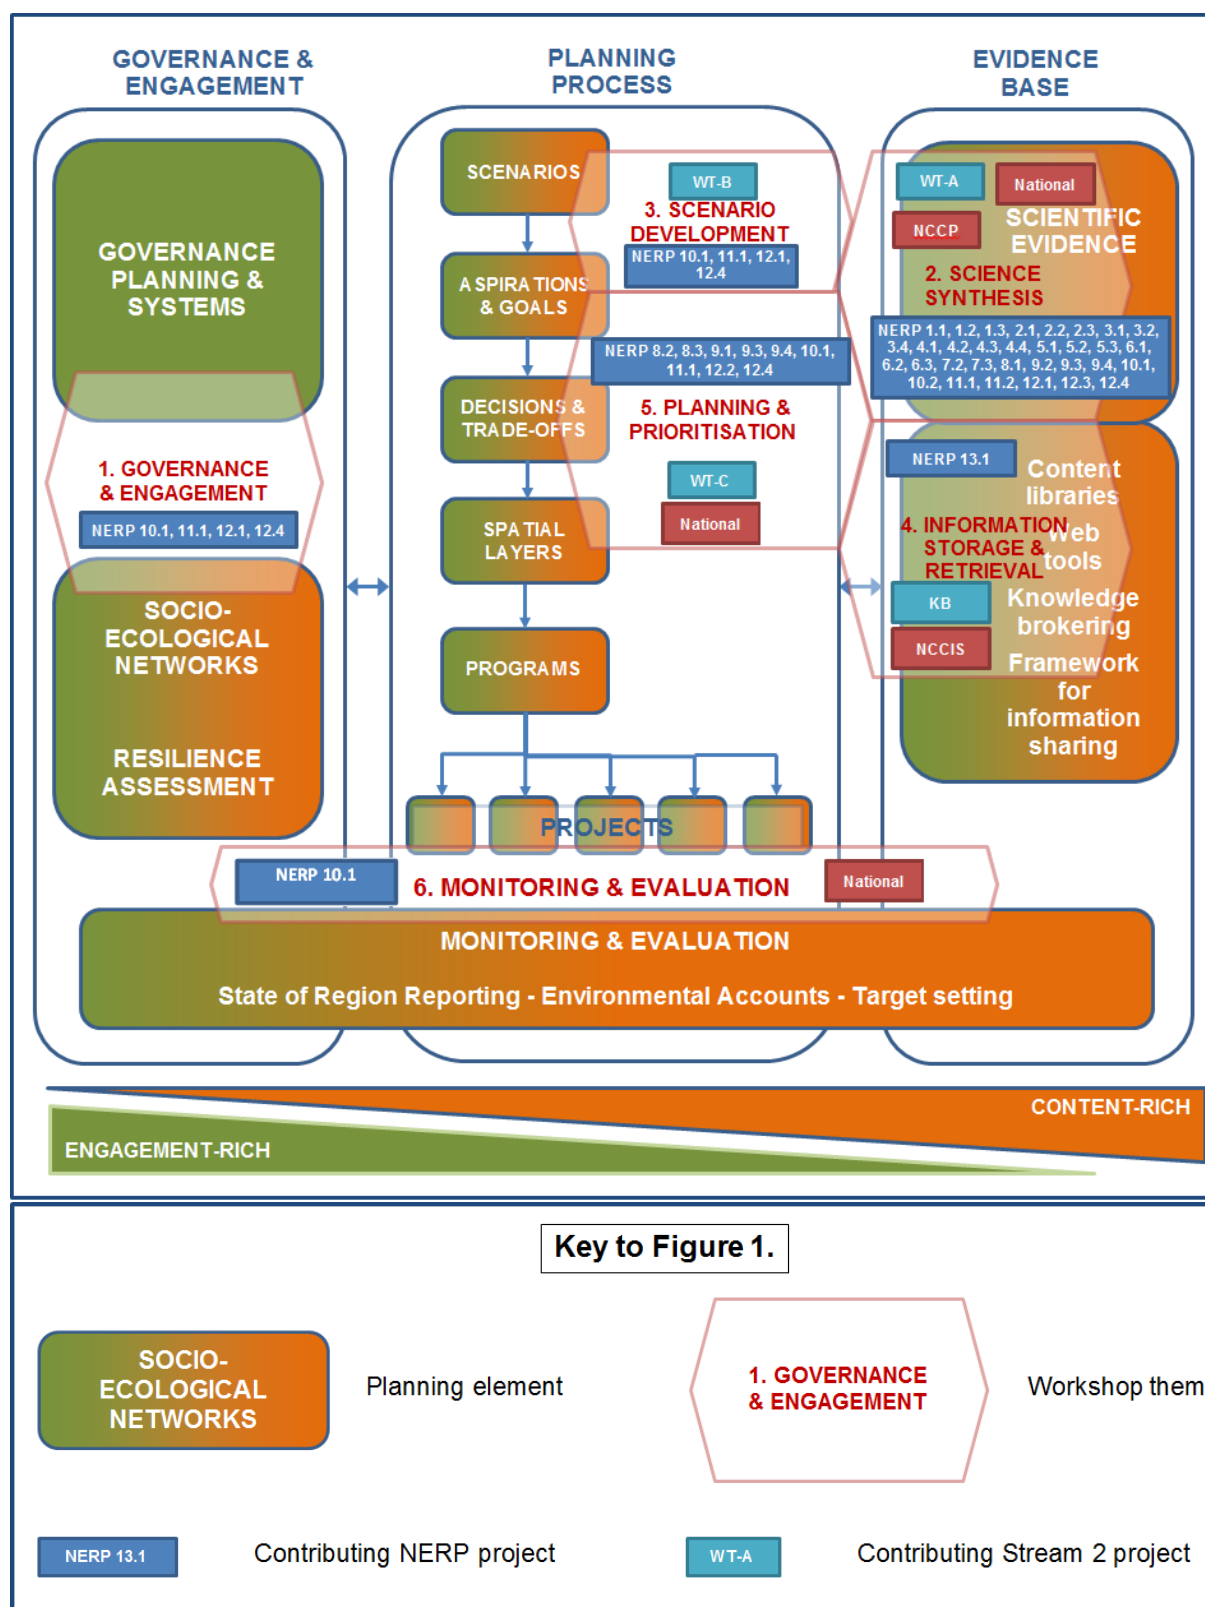 GOVERNANCE &
ENGAGEMENT
PLANNING
PROCESS
EVIDENCE
BASE
GOVERNANCE
PLANNING &
SYSTEMS
1. GOVERNANCE
& ENGAGEMENT
NERP 10.1, 11.1, 12.1, 12.4
SOCIO-
ECOLOGICAL
NETWORKS
RESILIENCE
ASSESSMENT
SCENARIOS
ASPIRATIONS
& GOALS
DECISIONS &
TRADE-OFFS
SPATIAL
LAYERS
PROGRAMS
PROJECTS
WT-B
3. SCENARIO
DEVELOPMENT
NERP 10.1, 11.1, 12.1,
12.4
NERP 8.2, 8.3, 9.1, 9.3, 9.4, 10.1,
11.1, 12.2, 12.4
5. PLANNING &
PRIORITISATION
WT-C
National
WT-A
National
NCCP
SCIENTIFIC
EVIDENCE
2. SCIENCE
SYNTHESIS
NERP 1.1, 1.2, 1.3, 2.1, 2.2, 2.3, 3.1, 3.2,
3.4, 4.1, 4.2, 4.3, 4.4, 5.1, 5.2, 5.3, 6.1,
6.2, 6.3, 7.2, 7.3, 8.1, 9.2, 9.3, 9.4, 10.1,
10.2, 11.1, 11.2, 12.1, 12.3, 12.4
NERP 13.1
Content
libraries
4. INFORMATION
STORAGE &
RETRIEVAL
Web
tools
KB
Knowledge
brokering
NCCIS
Framework
for
information
sharing
NERP 10.1
6. MONITORING & EVALUATION
National
MONITORING & EVALUATION
State of Region Reporting - Environmental Accounts - Target setting
CONTENT-RICH
ENGAGEMENT-RICH
Key to Figure 1.
SOCIO-
ECOLOGICAL
NETWORKS
Planning element
1. GOVERNANCE
& ENGAGEMENT
Workshop them
NERP 13.1
Contributing NERP project
WT-A
Contributing Stream 2 project